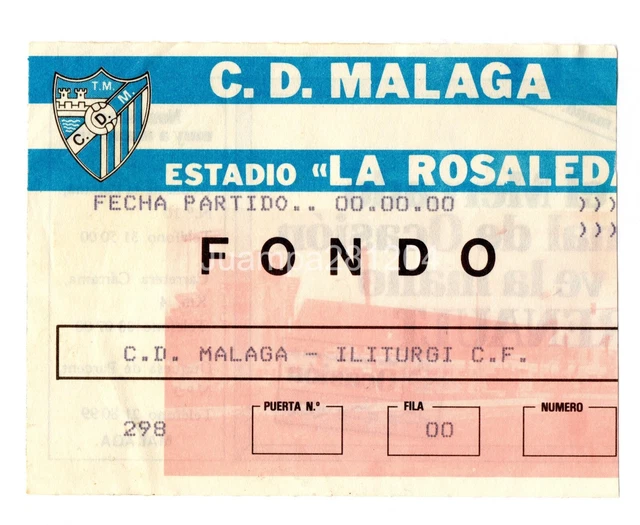 C. D. MALAGA
T. M.
C. D. M.
ESTADIO «LA ROSALEDA
FECHA PARTIDO.. 00.00.00 )))
)))
FONDO
C.D. MALAGA - ILITURGI C.F.
PUERTA N.º FILA NUMERO
298 00